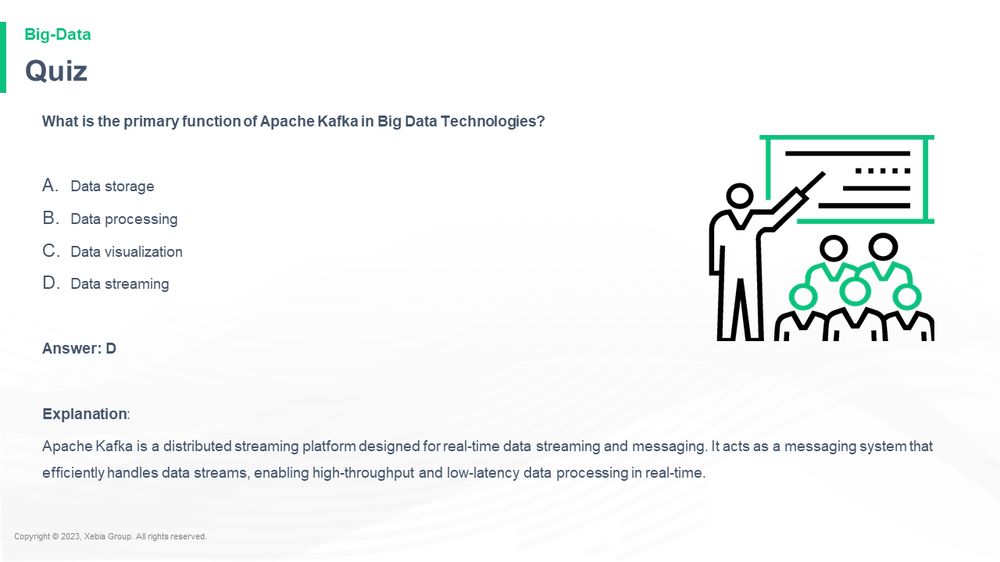 Big-Data
Quiz
What is the primary function of Apache Kafka in Big Data Technologies?
A. Data storage
B. Data processing
C. Data visualization
D. Data streaming
Answer: D
Explanation:
Apache Kafka is a distributed streaming platform designed for real-time data streaming and messaging. It acts as a messaging system that
efficiently handles data streams, enabling high-throughput and low-latency data processing in real-time.
Copyright © 2023, Xebia Group. All rights reserved.